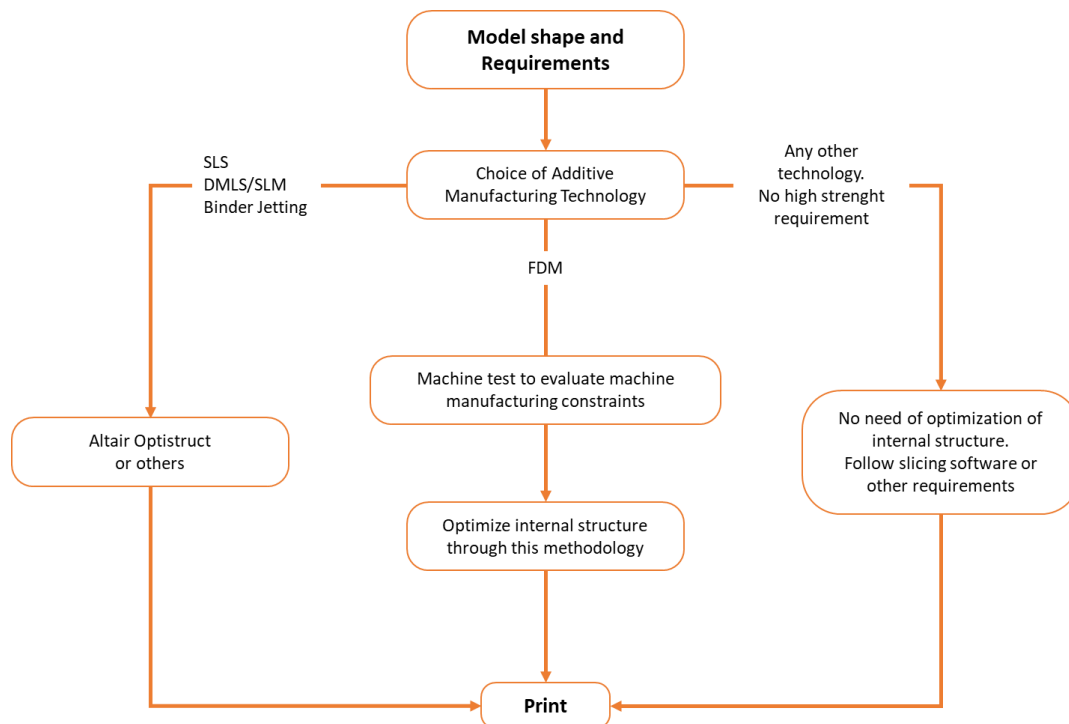 Model shape and
Requirements
SLS
DMLS/SLM
Binder Jetting
Choice of Additive
Manufacturing Technology
Any other
technology.
No high strenght
requirement
FDM
Machine test to evaluate machine
manufacturing constraints
Altair Optistruct
or others
No need of optimization of
internal structure.
Follow slicing software or
other requirements
Optimize internal structure
through this methodology
Print